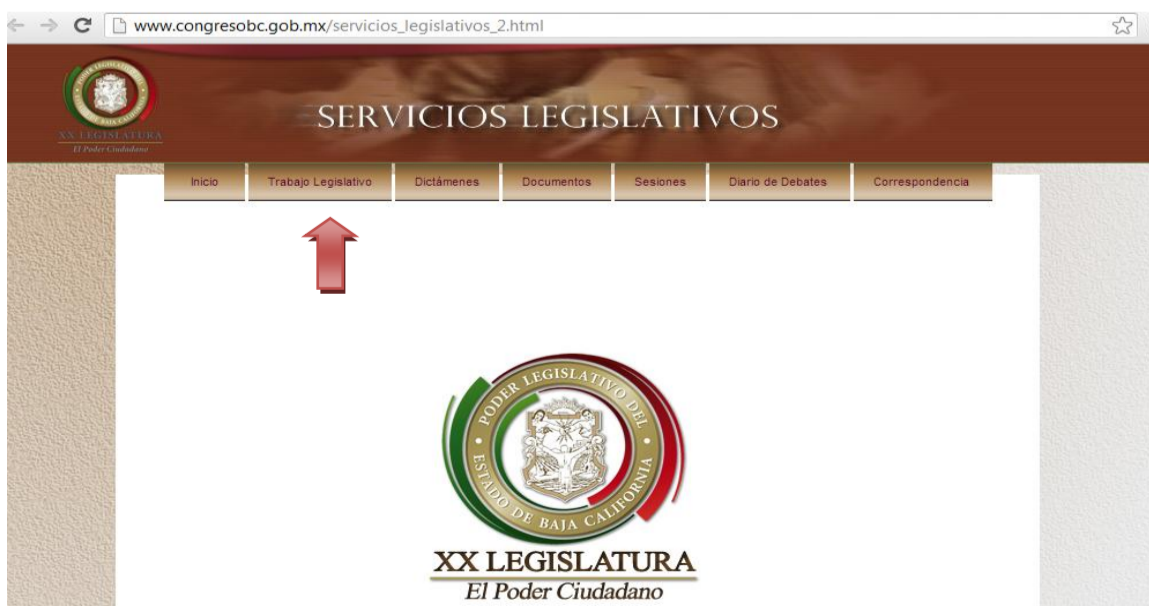 www.congresobc.gob.mx/servicios_legislativos_2.html
SERVICIOS LEGISLATIVOS
XX LEGISLATURA
El Poder Ciudadano
Inicio Trabajo Legislativo Dictámenes Documentos Sesiones Diario de Debates Correspondencia
PODER LEGISLATIVO DEL
ESTADO DE BAJA CALIFORNIA
XX LEGISLATURA
El Poder Ciudadano